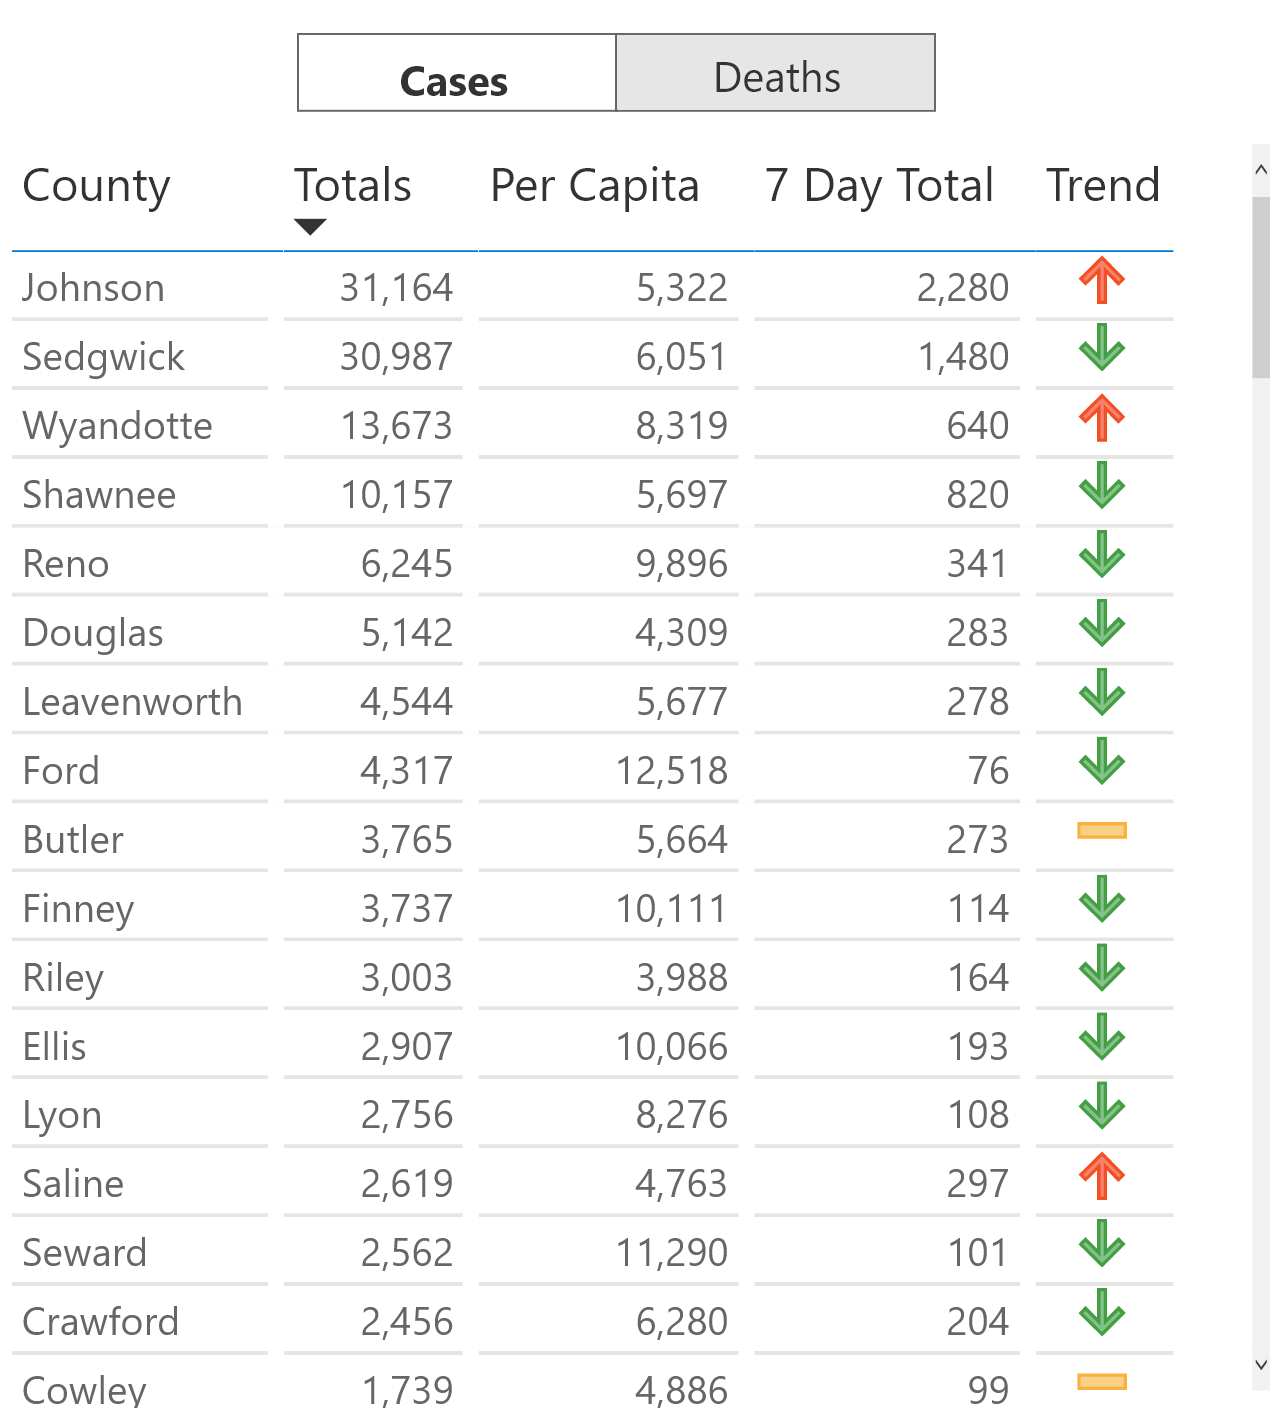 Cases Deaths
County Totals Per Capita 7 Day Total Trend
Johnson 31,164 5,322 2,280
Sedgwick 30,987 6,051 1,480
Wyandotte 13,673 8,319 640
Shawnee 10,157 5,697 820
Reno 6,245 9,896 341
Douglas 5,142 4,309 283
Leavenworth 4,544 5,677 278
Ford 4,317 12,518 76
Butler 3,765 5,664 273
Finney 3,737 10,111 114
Riley 3,003 3,988 164
Ellis 2,907 10,066 193
Lyon 2,756 8,276 108
Saline 2,619 4,763 297
Seward 2,562 11,290 101
Crawford 2,456 6,280 204
Cowley 1,739 4,886 99